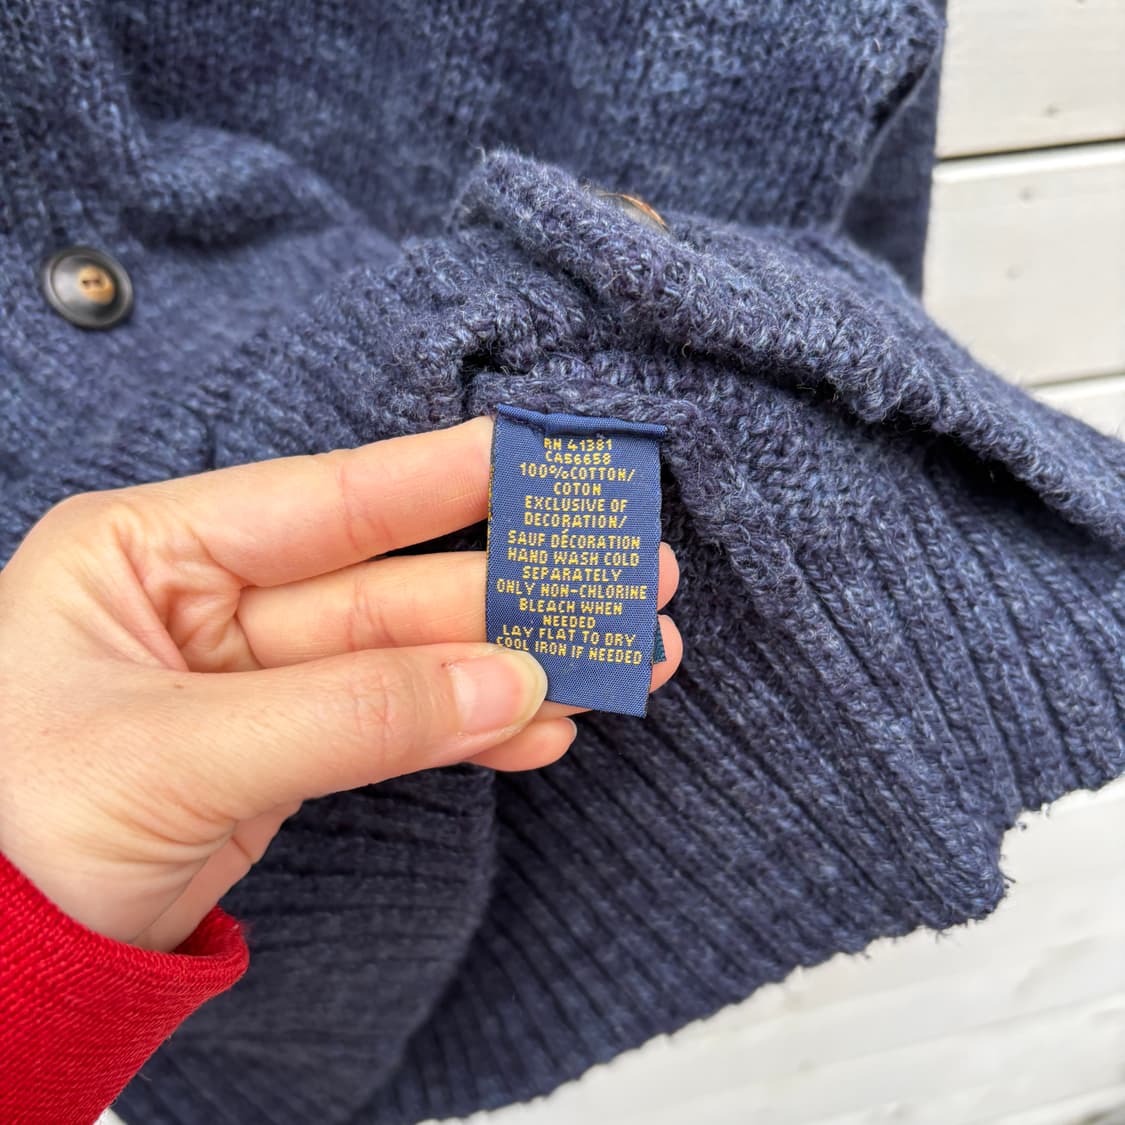 RN 41381
CA56658
100%COTTON/
COTON
EXCLUSIVE OF
DECORATION/
SAUF DÉCORATION
HAND WASH COLD
SEPARATELY
ONLY NON-CHLORINE
BLEACH WHEN
NEEDED
LAY FLAT TO DRY
COOL IRON IF NEEDED